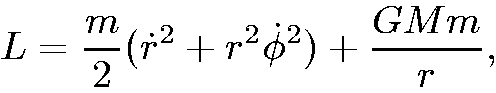 L = \frac{m}{2}(\dot{r}^2 + r^2\dot{\phi}^2) + \frac{GMm}{r},